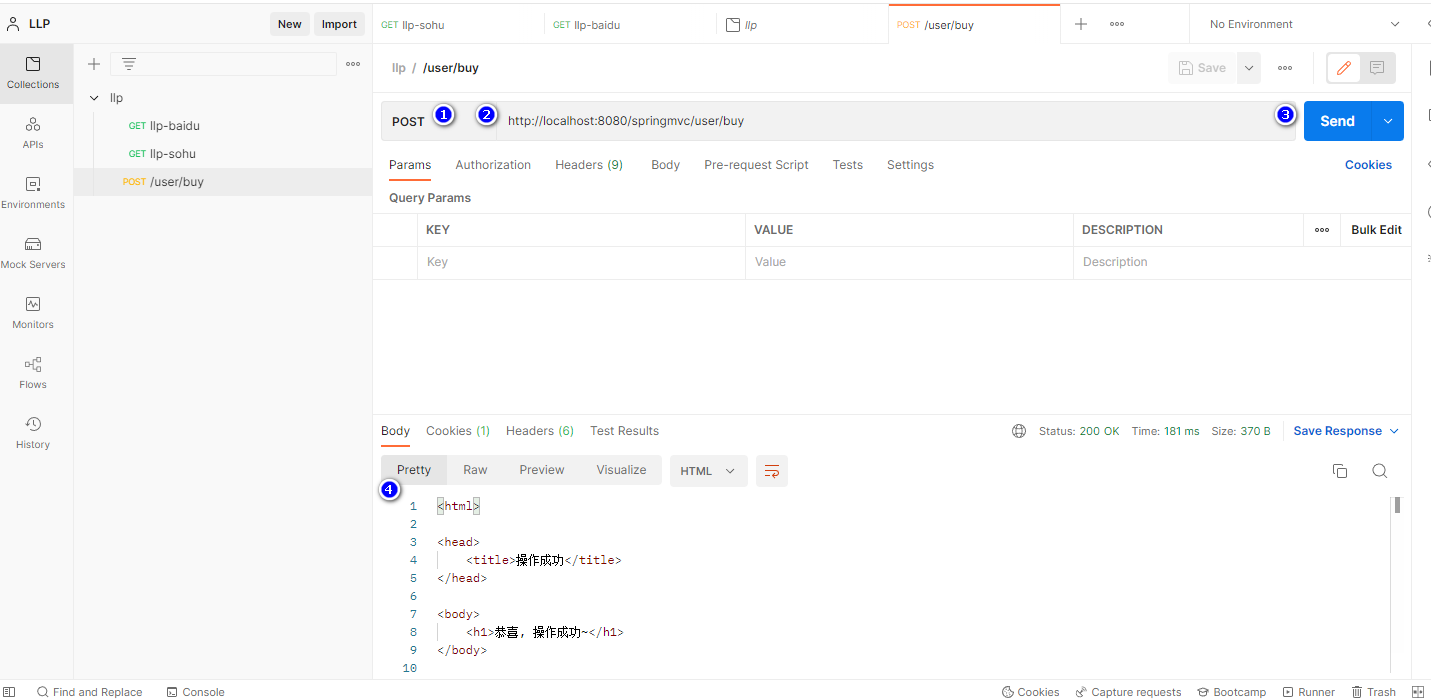 LLP New Import GET llp-sohu GET llp-baidu llp POST /user/buy No Environment
Collections
APIs
Environments
Mock Servers
Monitors
Flows
History
llp
GET llp-baidu
GET llp-sohu
POST /user/buy
llp / /user/buy Save
POST 1 2 http://localhost:8080/springmvc/user/buy 3 Send
Params Authorization Headers (9) Body Pre-request Script Tests Settings Cookies
Query Params
KEY VALUE DESCRIPTION Bulk Edit
Key Value Description
Body Cookies (1) Headers (6) Test Results Status: 200 OK Time: 181 ms Size: 370 B Save Response
Pretty Raw Preview Visualize HTML
4
1 <html>
2
3 <head>
4 <title>操作成功</title>
5 </head>
6
7 <body>
8 <h1>恭喜, 操作成功~</h1>
9 </body>
10
Find and Replace Console Cookies Capture requests Bootcamp Runner Trash